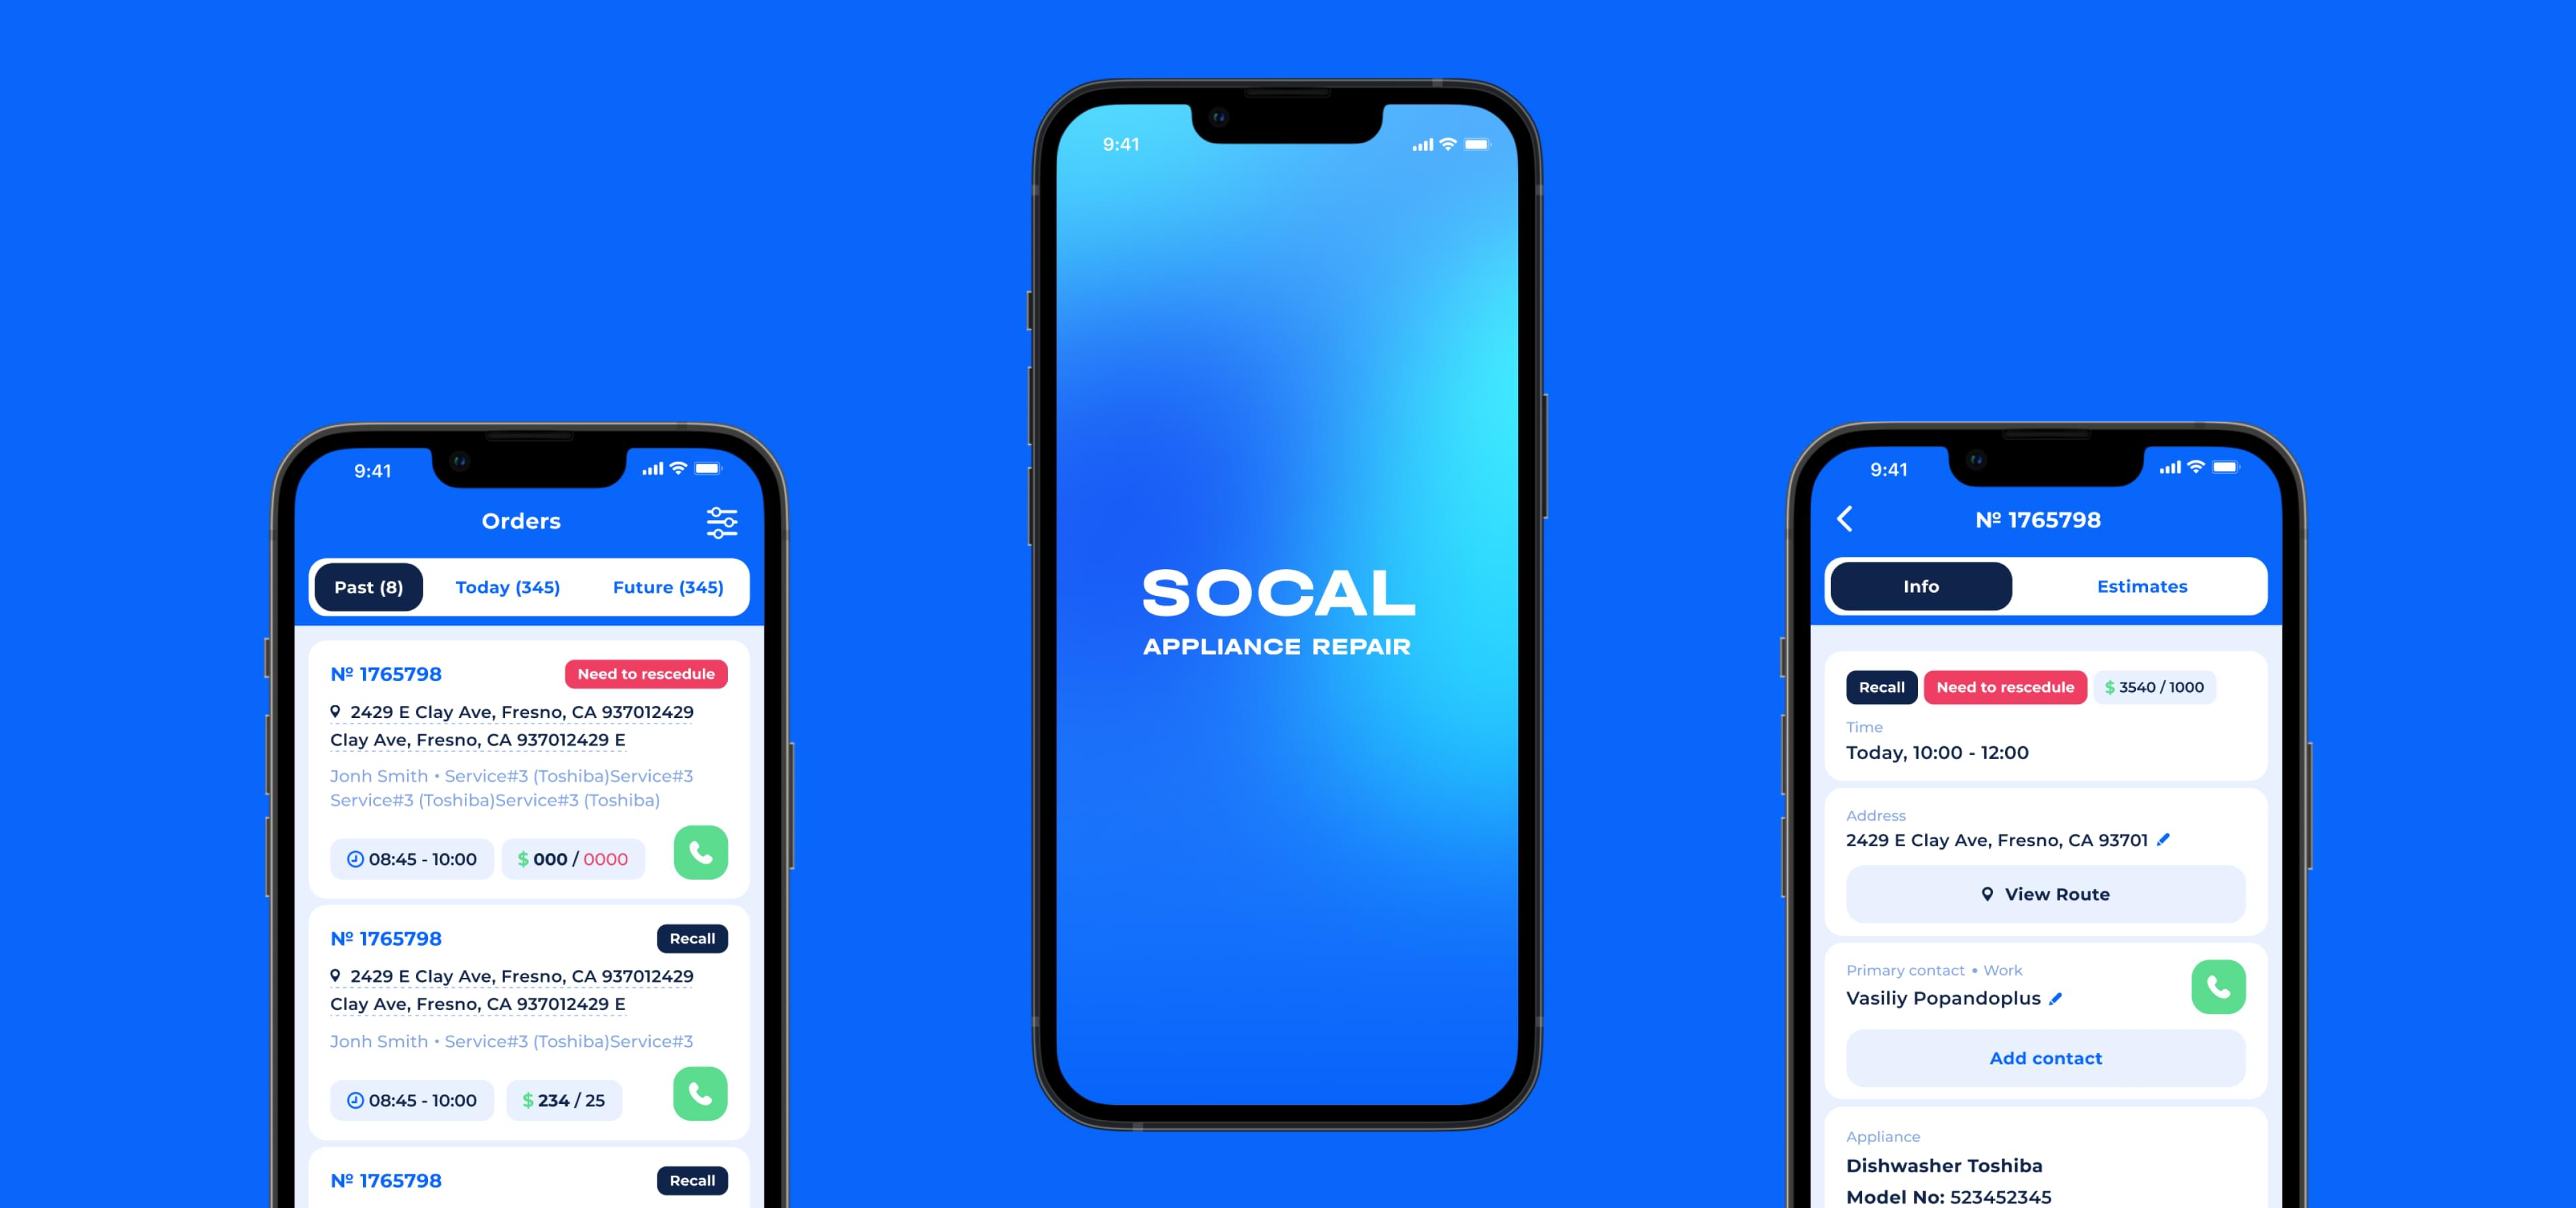 9:41
Orders
Past (8)
Today (345)
Future (345)
№ 1765798
Need to rescedule
2429 E Clay Ave, Fresno, CA 937012429
Clay Ave, Fresno, CA 937012429 E
Jonh Smith • Service#3 (Toshiba)Service#3
Service#3 (Toshiba)Service#3 (Toshiba)
08:45 - 10:00
$ 000 / 0000
№ 1765798
Recall
2429 E Clay Ave, Fresno, CA 937012429
Clay Ave, Fresno, CA 937012429 E
Jonh Smith • Service#3 (Toshiba)Service#3
08:45 - 10:00
$ 234 / 25
№ 1765798
Recall
9:41
SOCAL
APPLIANCE REPAIR
9:41
№ 1765798
Info
Estimates
Recall
Need to rescedule
$ 3540 / 1000
Time
Today, 10:00 - 12:00
Address
2429 E Clay Ave, Fresno, CA 93701
View Route
Primary contact • Work
Vasiliy Popandoplus
Add contact
Appliance
Dishwasher Toshiba
Model No: 523452345